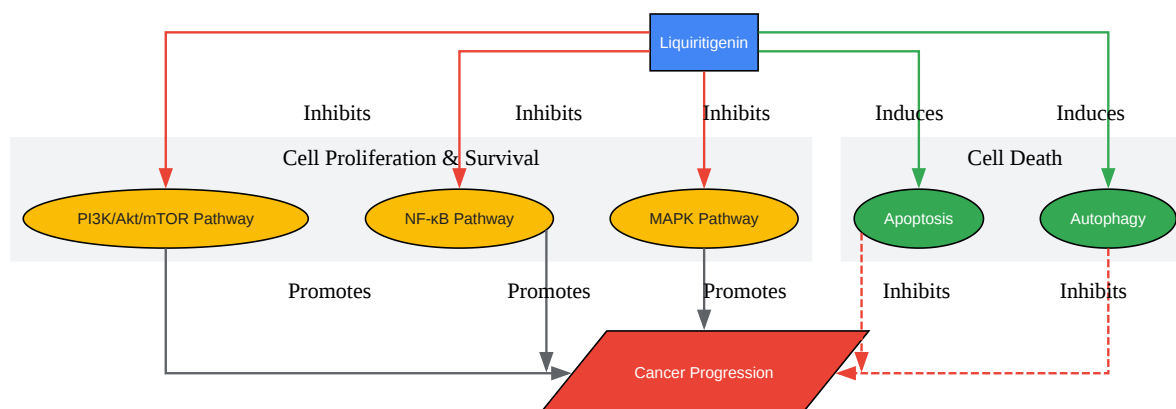 Liquiritigenin
Inhibits
Inhibits
Inhibits
Induces
Induces
Cell Proliferation & Survival
Cell Death
PI3K/Akt/mTOR Pathway
NF-κB Pathway
MAPK Pathway
Apoptosis
Autophagy
Promotes
Promotes
Promotes
Inhibits
Inhibits
Cancer Progression